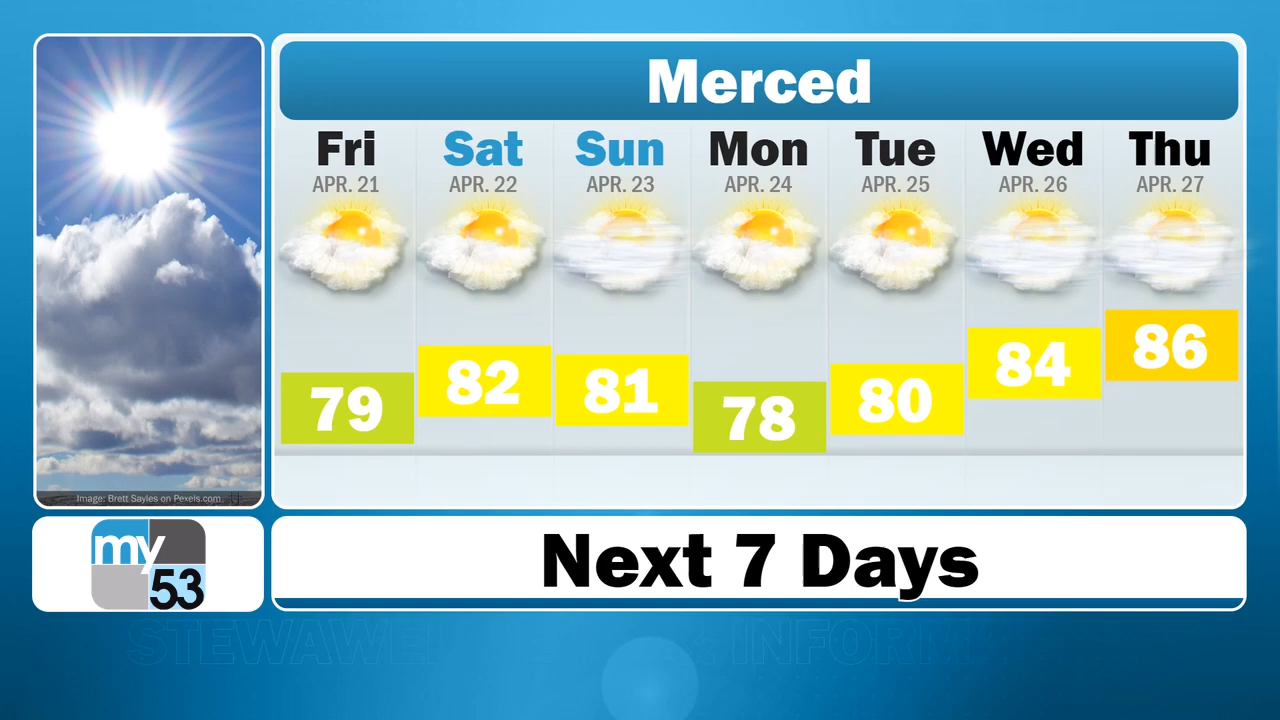 Merced
Fri Sat Sun Mon Tue Wed Thu
APR. 21 APR. 22 APR. 23 APR. 24 APR. 25 APR. 26 APR. 27
79 82 81 78 80 84 86
Image: Brett Sayles on Pexels.com
my
53
Next 7 Days